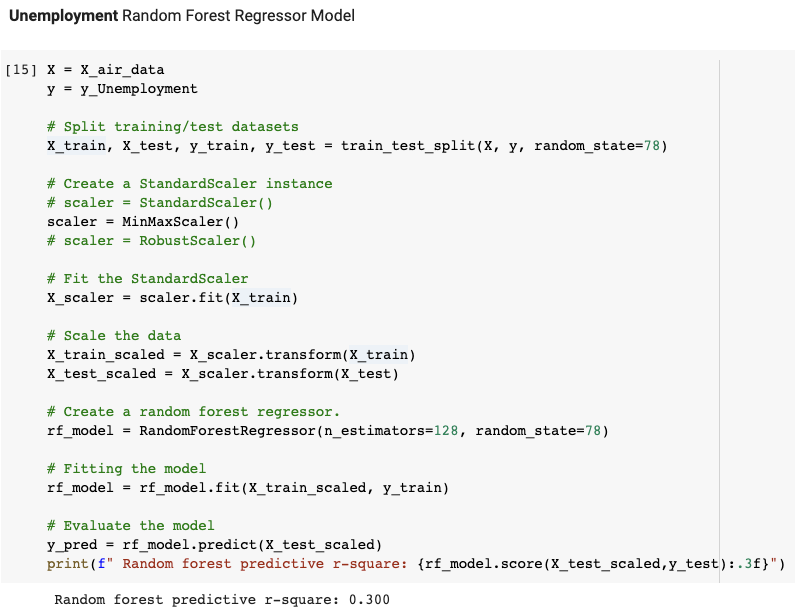 Unemployment Random Forest Regressor Model
[15] X = X_air_data
y = y_Unemployment
# Split training/test datasets
X_train, X_test, y_train, y_test = train_test_split(X, y, random_state=78)
# Create a StandardScaler instance
# scaler = StandardScaler()
scaler = MinMaxScaler()
# scaler = RobustScaler()
# Fit the StandardScaler
X_scaler = scaler.fit(X_train)
# Scale the data
X_train_scaled = X_scaler.transform(X_train)
X_test_scaled = X_scaler.transform(X_test)
# Create a random forest regressor.
rf_model = RandomForestRegressor(n_estimators=128, random_state=78)
# Fitting the model
rf_model = rf_model.fit(X_train_scaled, y_train)
# Evaluate the model
y_pred = rf_model.predict(X_test_scaled)
print(f" Random forest predictive r-square: {rf_model.score(X_test_scaled,y_test):.3f}")
Random forest predictive r-square: 0.300